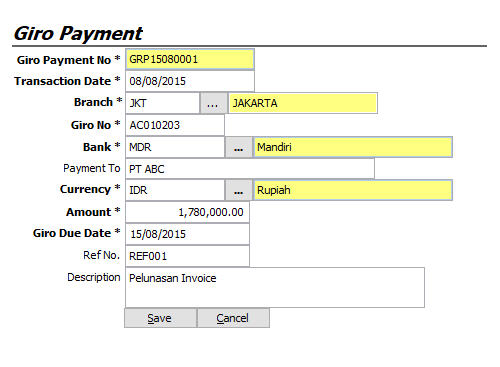 Giro Payment
Giro Payment No * GRP15080001
Transaction Date * 08/08/2015
Branch * JKT ... JAKARTA
Giro No * AC010203
Bank * MDR ... Mandiri
Payment To PT ABC
Currency * IDR ... Rupiah
Amount * 1,780,000.00
Giro Due Date * 15/08/2015
Ref No. REF001
Description Pelunasan Invoice
Save Cancel